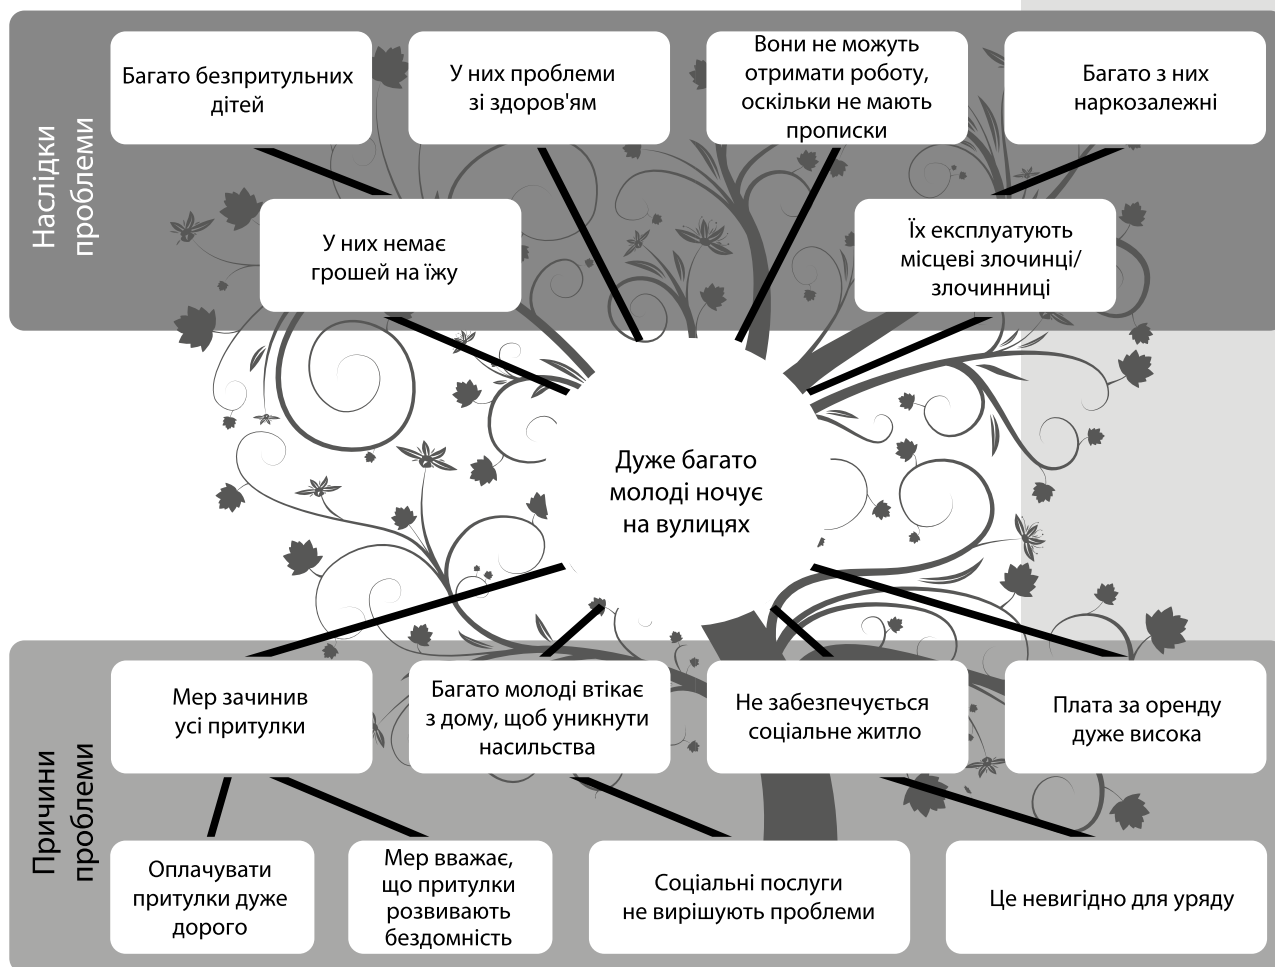 Наслідки
проблеми
Багато безпритульних
дітей
У них проблеми
зі здоров'ям
Вони не можуть
отримати роботу,
оскільки не мають
прописки
Багато з них
наркозалежні
У них немає
грошей на їжу
Їх експлуатують
місцеві злочинці/
злочинниці
Дуже багато
молоді ночує
на вулицях
Причини
проблеми
Мер зачинив
усі притулки
Багато молоді втікає
з дому, щоб уникнути
насильства
Не забезпечується
соціальне житло
Плата за оренду
дуже висока
Оплачувати
притулки дуже
дорого
Мер вважає,
що притулки
розвивають
бездомність
Соціальні послуги
не вирішують проблеми
Це невигідно для уряду